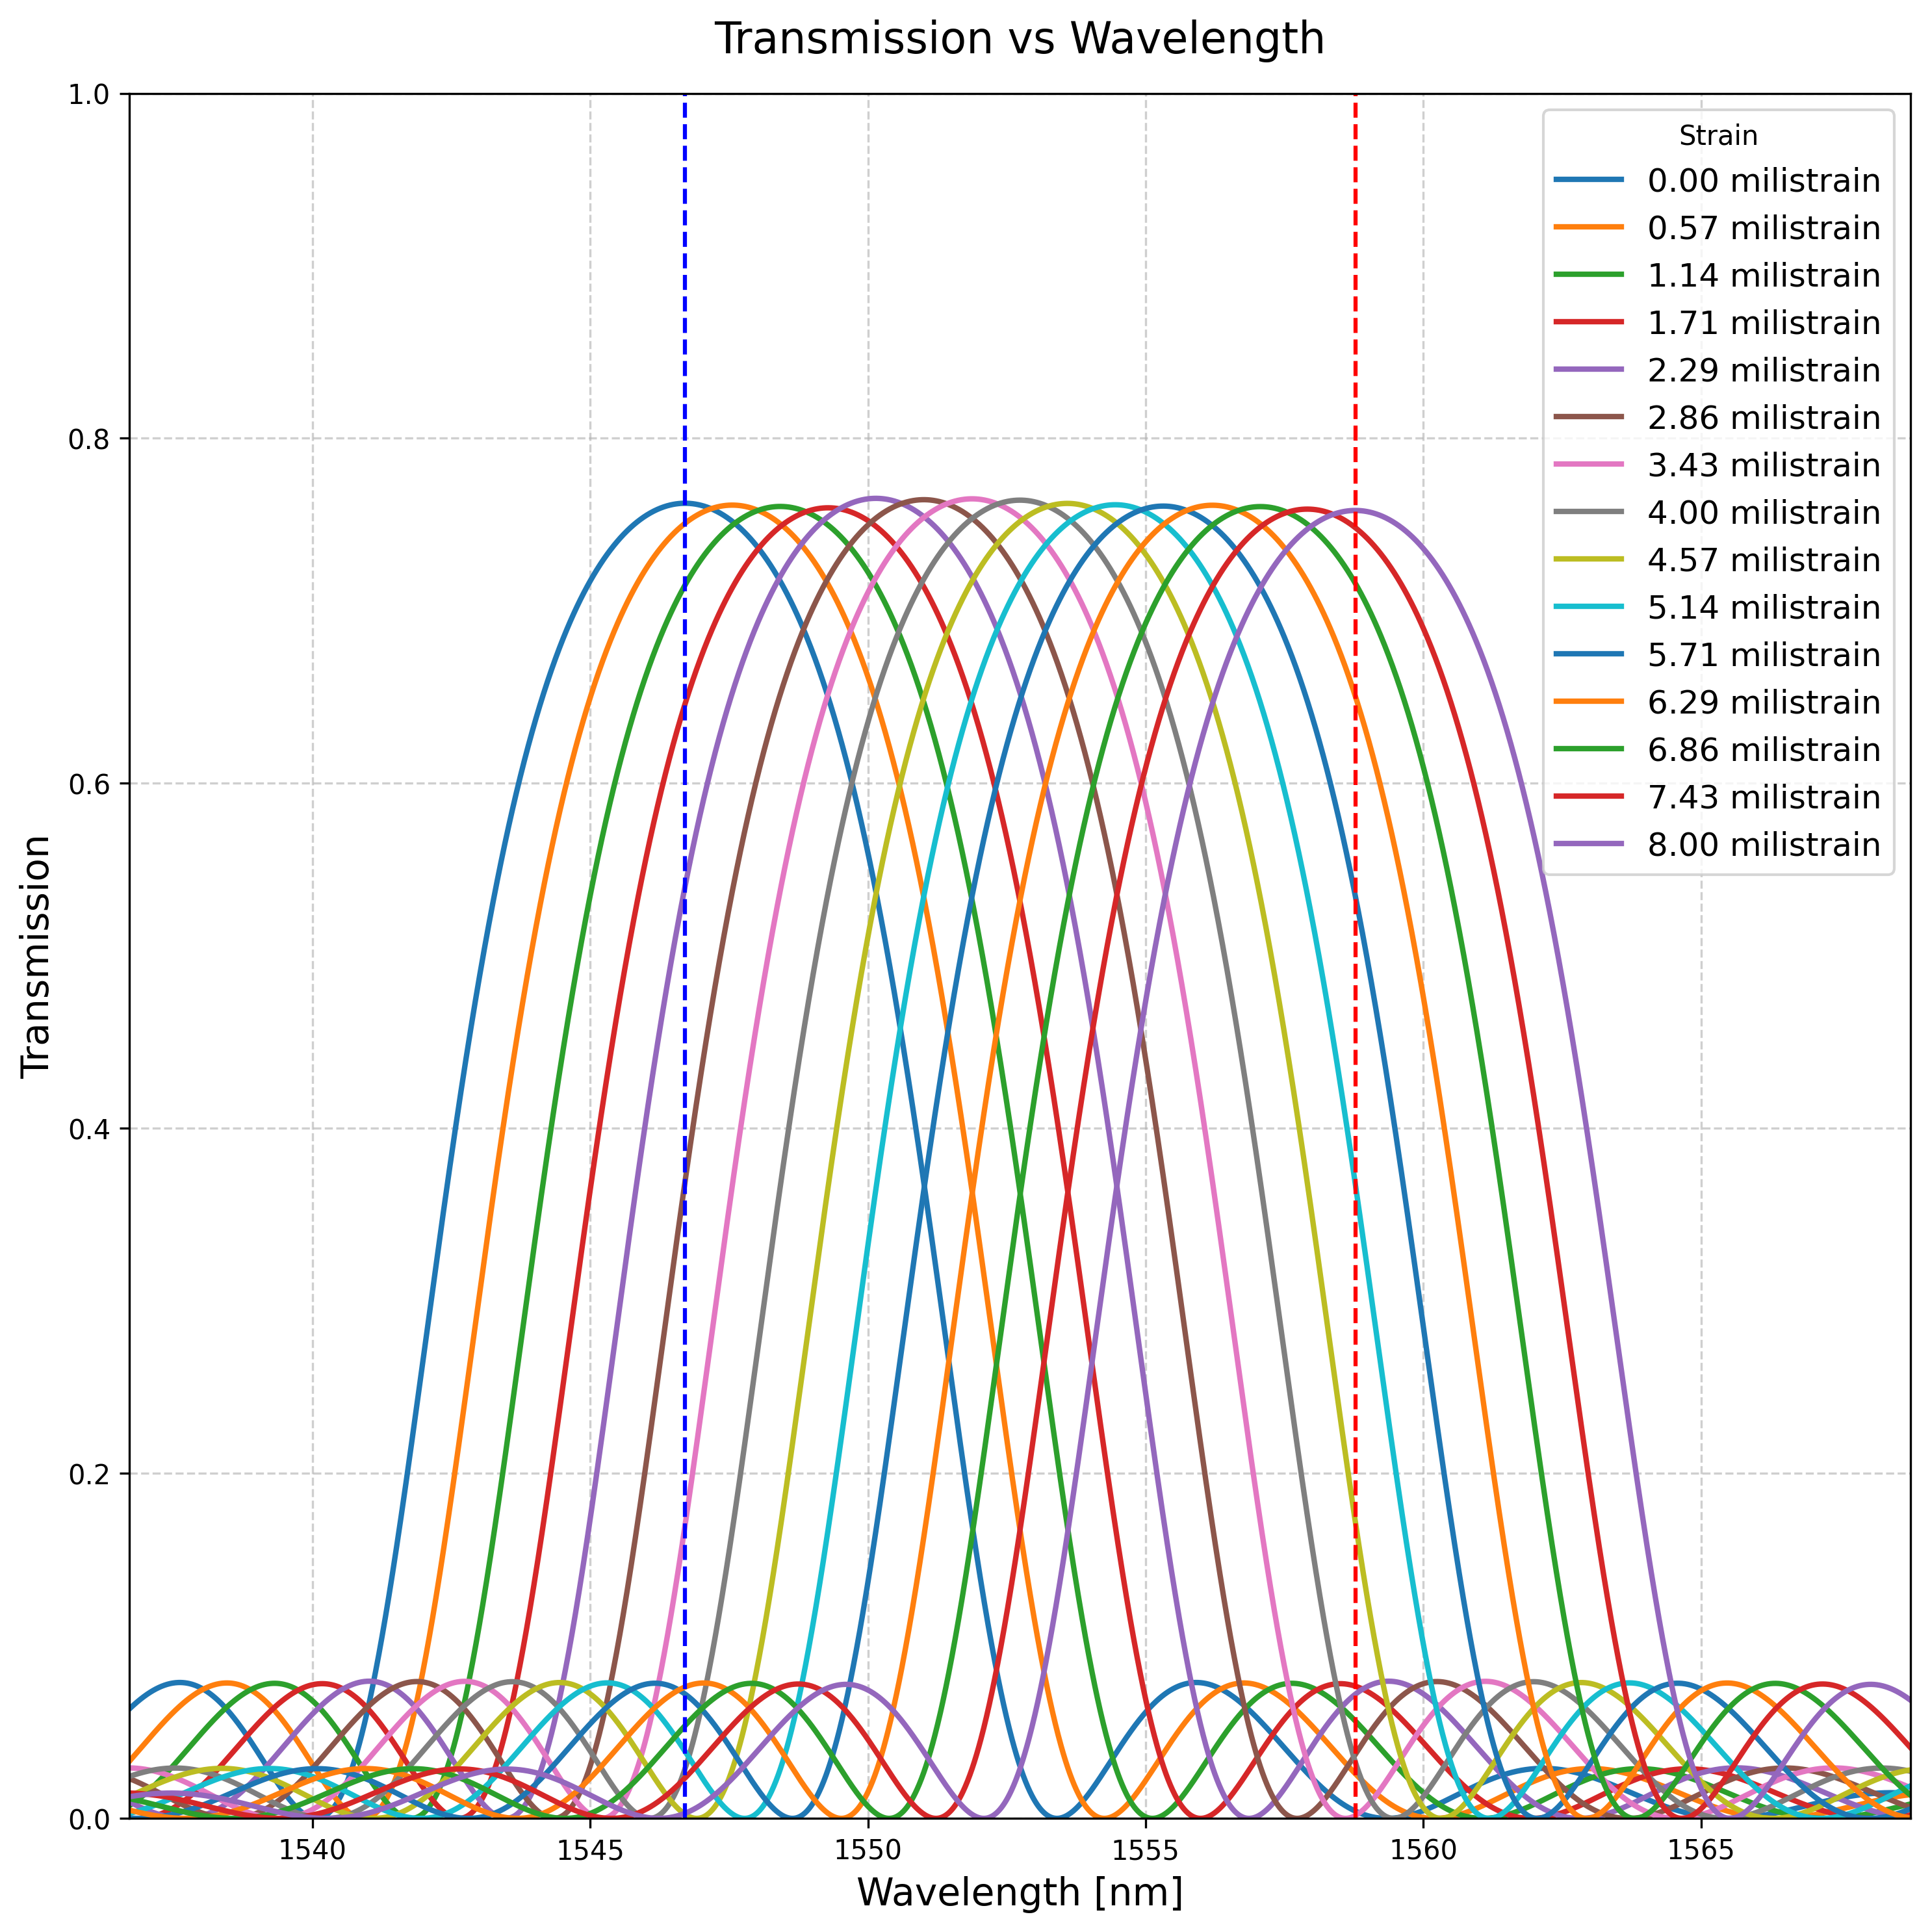 Transmission vs Wavelength
1.0
0.8
0.6
0.4
0.2
0.0
Transmission
1540
1545
1550
1555
1560
1565
Wavelength [nm]
Strain
0.00 milistrain
0.57 milistrain
1.14 milistrain
1.71 milistrain
2.29 milistrain
2.86 milistrain
3.43 milistrain
4.00 milistrain
4.57 milistrain
5.14 milistrain
5.71 milistrain
6.29 milistrain
6.86 milistrain
7.43 milistrain
8.00 milistrain